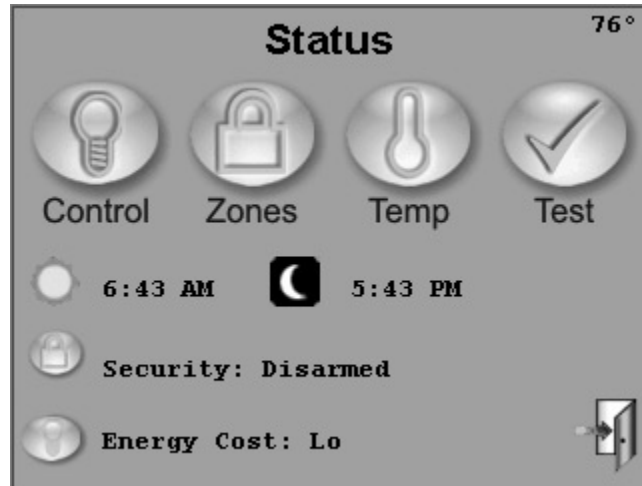 Status
76°
Control Zones Temp Test
6:43 AM 5:43 PM
Security: Disarmed
Energy Cost: Lo